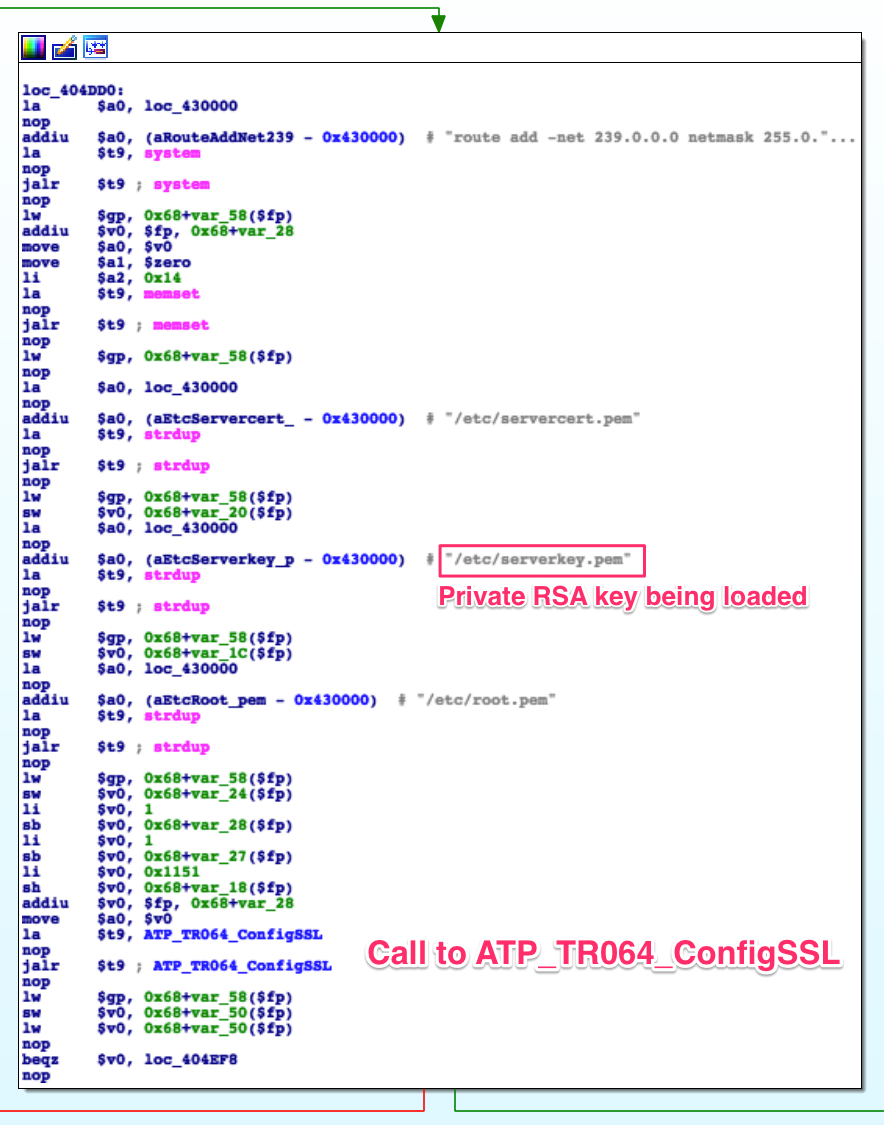 loc_404DD0:
la $a0, loc_430000
nop
addiu $a0, (aRouteAddNet239 - 0x430000) # "route add -net 239.0.0.0 netmask 255.0."...
la $t9, system
nop
jalr $t9 ; system
nop
lw $gp, 0x68+var_58($fp)
addiu $v0, $fp, 0x68+var_28
move $a0, $v0
move $a1, $zero
li $a2, 0x14
la $t9, memset
nop
jalr $t9 ; memset
nop
lw $gp, 0x68+var_58($fp)
nop
la $a0, loc_430000
nop
addiu $a0, (aEtcServercert_ - 0x430000) # "/etc/servercert.pem"
la $t9, strdup
nop
jalr $t9 ; strdup
nop
lw $gp, 0x68+var_58($fp)
sw $v0, 0x68+var_20($fp)
la $a0, loc_430000
nop
addiu $a0, (aEtcServerkey_p - 0x430000) # "/etc/serverkey.pem"
la $t9, strdup
Private RSA key being loaded
nop
jalr $t9 ; strdup
nop
lw $gp, 0x68+var_58($fp)
sw $v0, 0x68+var_1C($fp)
la $a0, loc_430000
nop
addiu $a0, (aEtcRoot_pem - 0x430000) # "/etc/root.pem"
la $t9, strdup
nop
jalr $t9 ; strdup
nop
lw $gp, 0x68+var_58($fp)
sw $v0, 0x68+var_24($fp)
li $v0, 1
sb $v0, 0x68+var_28($fp)
li $v0, 1
sb $v0, 0x68+var_27($fp)
li $v0, 0x1151
sh $v0, 0x68+var_18($fp)
addiu $v0, $fp, 0x68+var_28
move $a0, $v0
la $t9, ATP_TR064_ConfigSSL
Call to ATP_TR064_ConfigSSL
nop
jalr $t9 ; ATP_TR064_ConfigSSL
nop
lw $gp, 0x68+var_58($fp)
sw $v0, 0x68+var_50($fp)
lw $v0, 0x68+var_50($fp)
nop
beqz $v0, loc_404EF8
nop